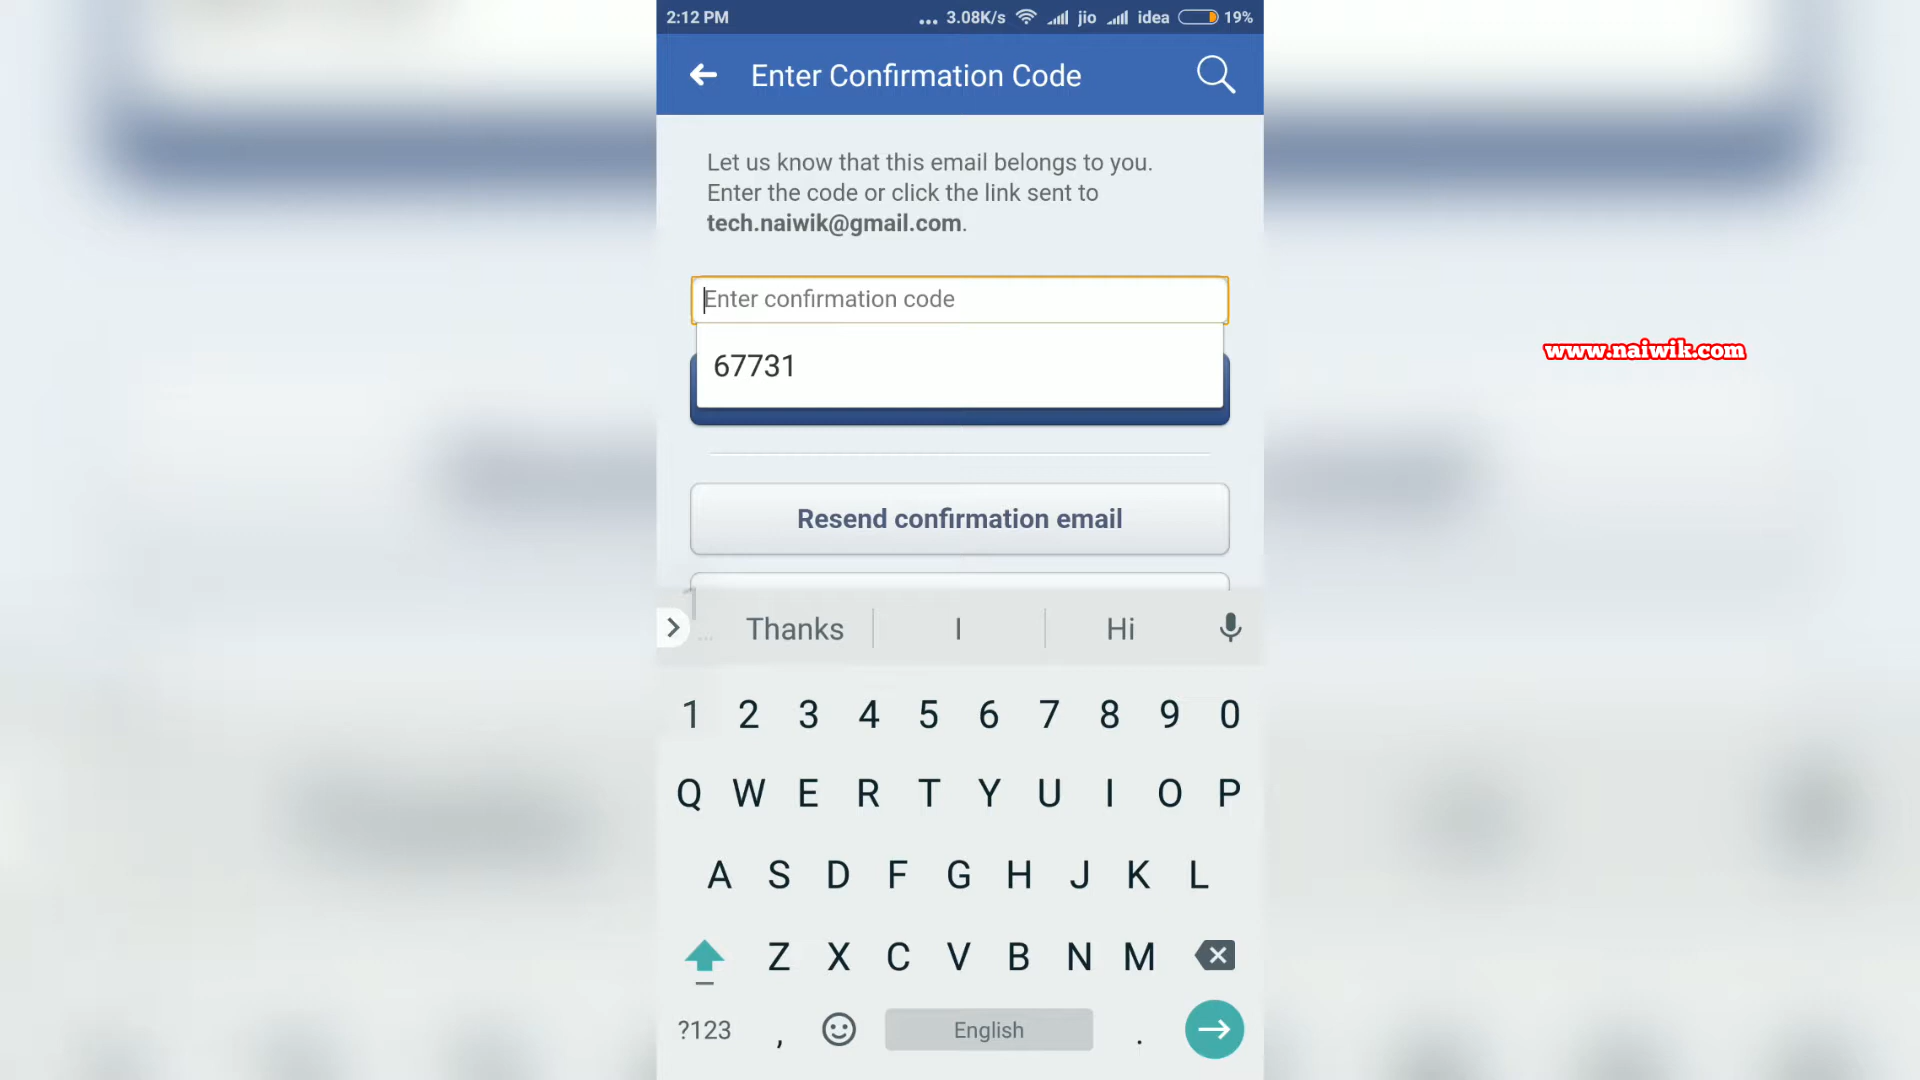 2:12 PM ... 3.08K/s jio idea 19%
Enter Confirmation Code
Let us know that this email belongs to you.
Enter the code or click the link sent to
tech.naiwik@gmail.com.
Enter confirmation code
www.naiwik.com
67731
Resend confirmation email
Thanks I Hi
1 2 3 4 5 6 7 8 9 0
Q W E R T Y U I O P
A S D F G H J K L
Z X C V B N M
?123 , English .